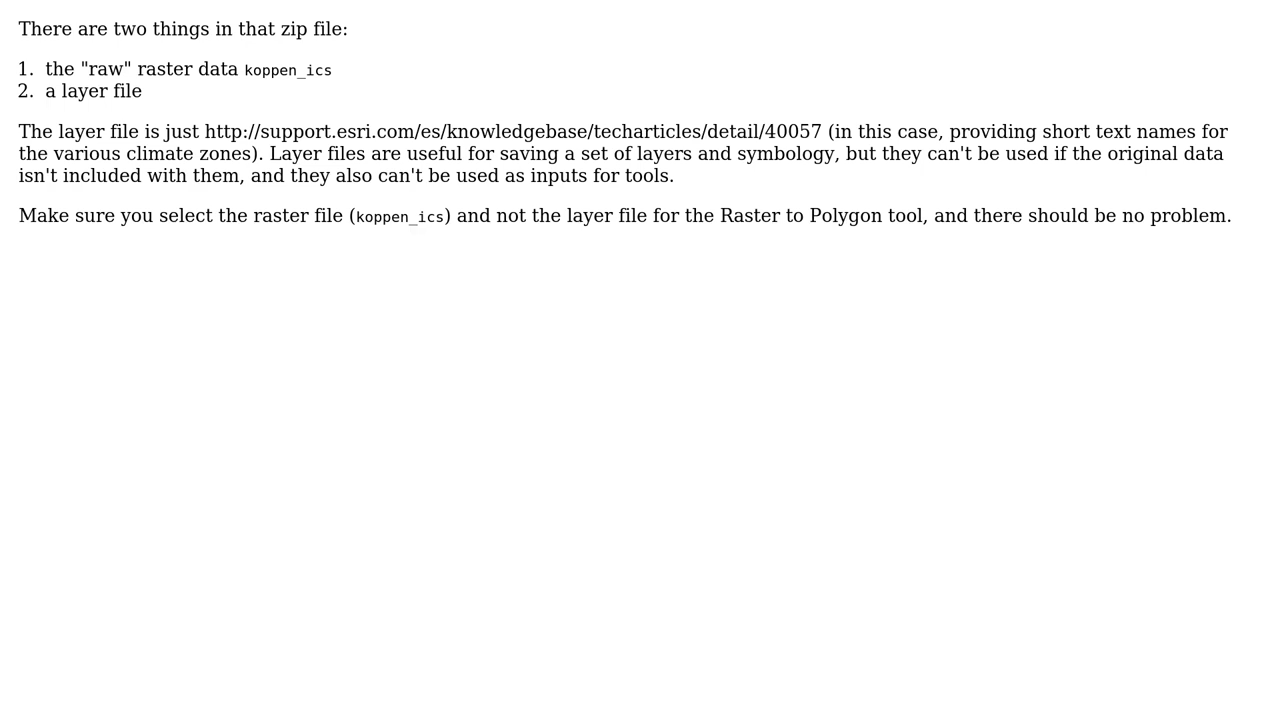 There are two things in that zip file:
1. the "raw" raster data koppen_ics
2. a layer file
The layer file is just http://support.esri.com/es/knowledgebase/techarticles/detail/40057 (in this case, providing short text names for
the various climate zones). Layer files are useful for saving a set of layers and symbology, but they can't be used if the original data
isn't included with them, and they also can't be used as inputs for tools.
Make sure you select the raster file (koppen_ics) and not the layer file for the Raster to Polygon tool, and there should be no problem.